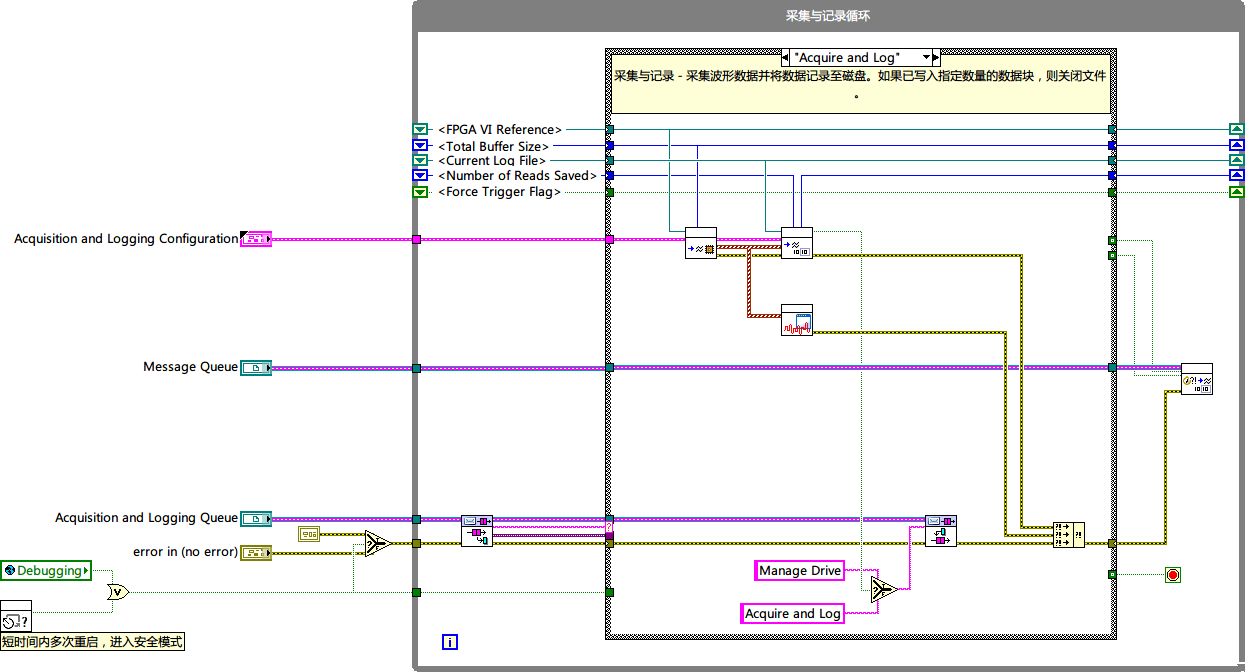 采集与记录循环
"Acquire and Log"
采集与记录 - 采集波形数据并将数据记录至磁盘。如果已写入指定数量的数据块，则关闭文件
。
<FPGA VI Reference>
<Total Buffer Size>
<Current Log File>
<Number of Reads Saved>
<Force Trigger Flag>
Acquisition and Logging Configuration
Message Queue
Acquisition and Logging Queue
error in (no error)
Debugging
Manage Drive
Acquire and Log
短时间内多次重启，进入安全模式
i